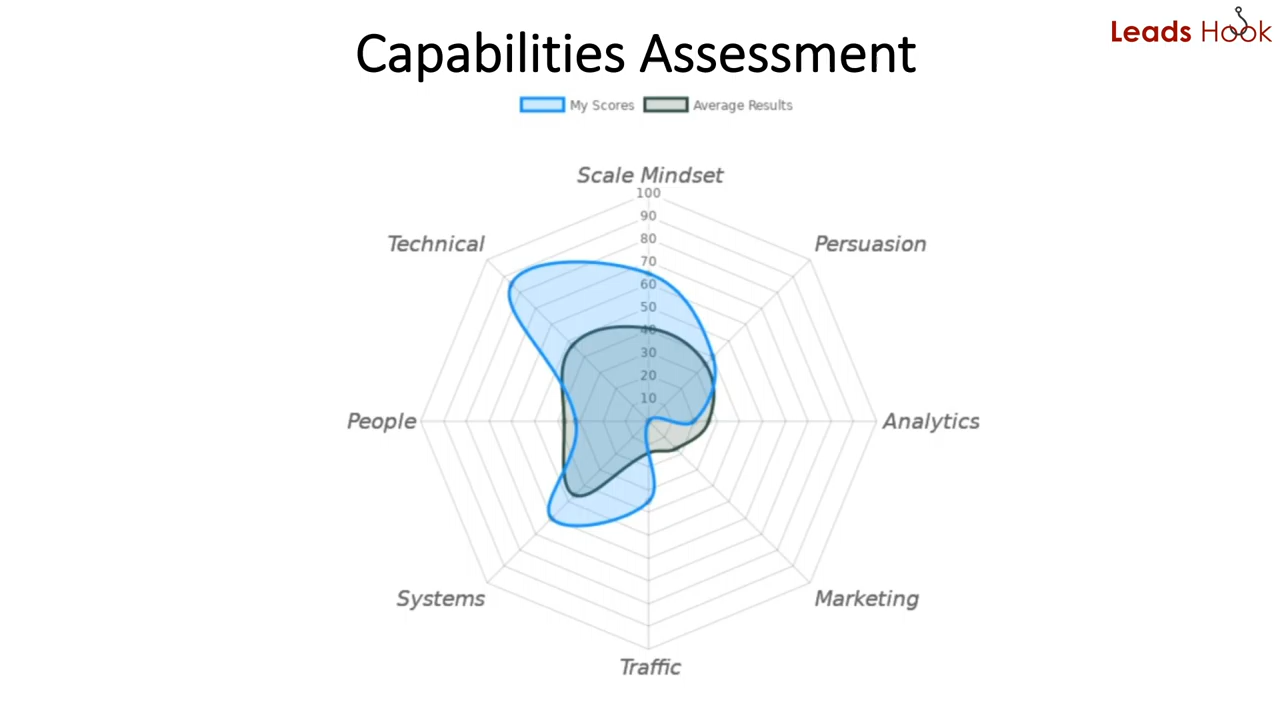 Leads Hook
Capabilities Assessment
My Scores
Average Results
Scale Mindset
100
90
80
70
60
50
40
30
20
10
Technical
Persuasion
People
Analytics
Systems
Marketing
Traffic